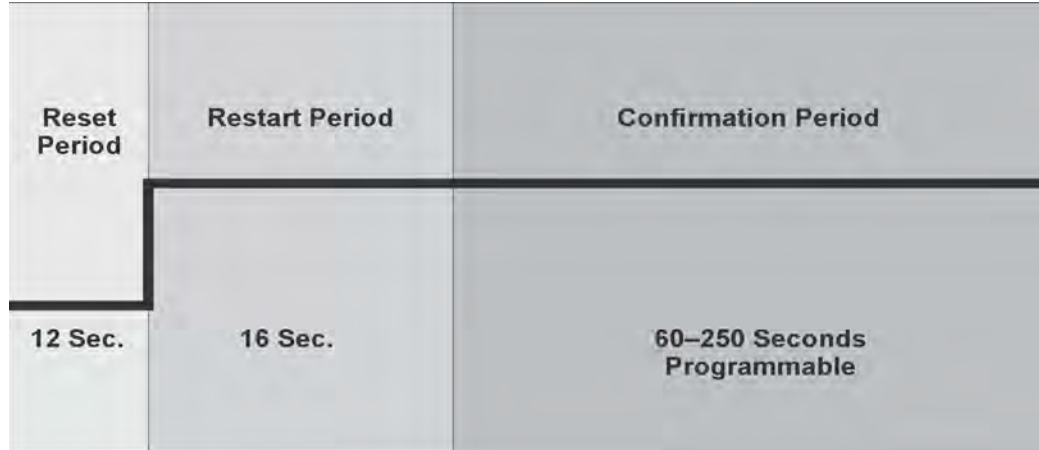 Reset
Period
Restart Period
Confirmation Period
12 Sec.
16 Sec.
60–250 Seconds
Programmable